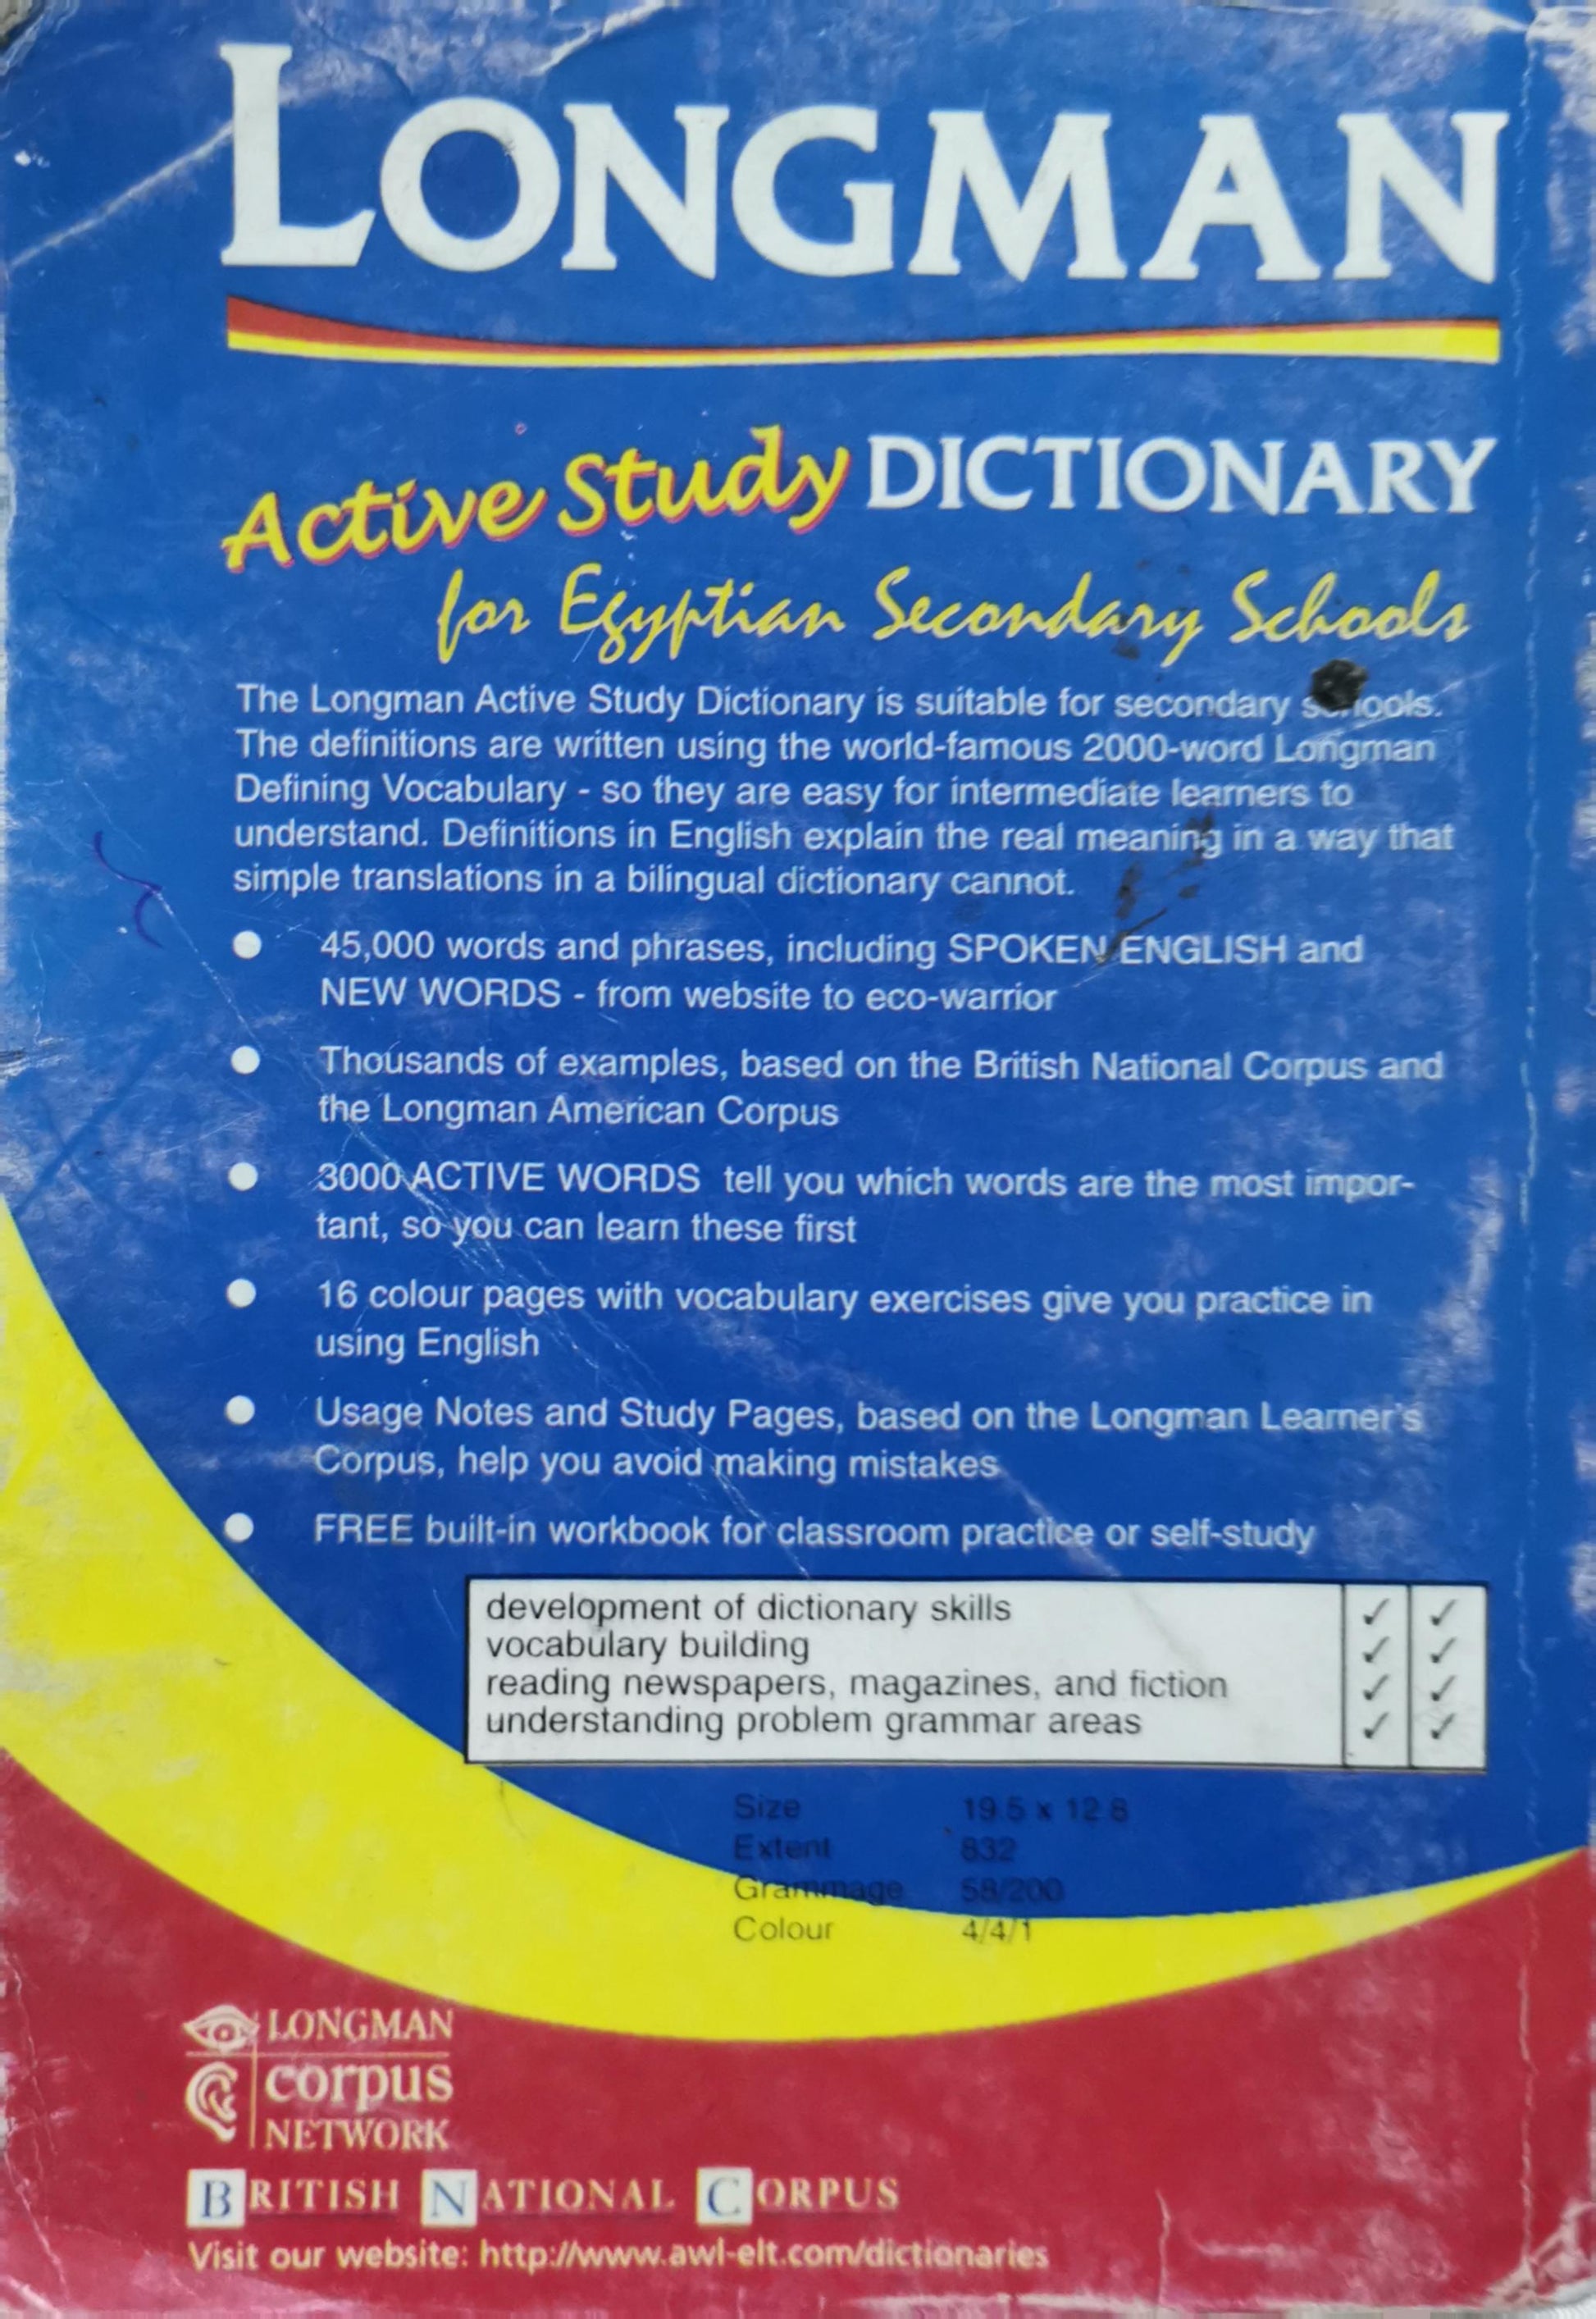 LONGMAN
Active Study DICTIONARY
for Egyptian Secondary Schools
The Longman Active Study Dictionary is suitable for secondary schools.
The definitions are written using the world-famous 2000-word Longman
Defining Vocabulary - so they are easy for intermediate learners to
understand. Definitions in English explain the real meaning in a way that
simple translations in a bilingual dictionary cannot.
● 45,000 words and phrases, including SPOKEN ENGLISH and
NEW WORDS - from website to eco-warrior
● Thousands of examples, based on the British National Corpus and
the Longman American Corpus
● 3000 ACTIVE WORDS tell you which words are the most impor-
tant, so you can learn these first
● 16 colour pages with vocabulary exercises give you practice in
using English
● Usage Notes and Study Pages, based on the Longman Learner's
Corpus, help you avoid making mistakes
● FREE built-in workbook for classroom practice or self-study
development of dictionary skills ✓ ✓
vocabulary building ✓ ✓
reading newspapers, magazines, and fiction ✓ ✓
understanding problem grammar areas ✓ ✓
Size 19.5 x 12.8
Extent 832
Grammage 58/200
Colour 4/4/1
LONGMAN
corpus
NETWORK
BRITISH NATIONAL CORPUS
Visit our website: http://www.awl-elt.com/dictionaries